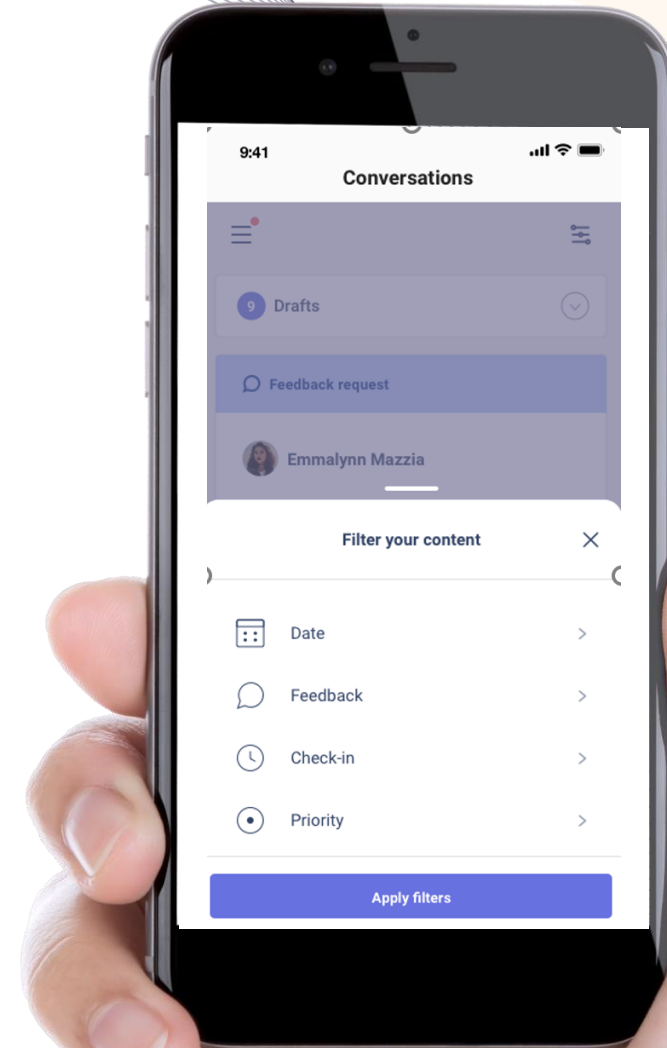 9:41
Conversations
9 Drafts
Feedback request
Emmalynn Mazzia
Filter your content
Date
Feedback
Check-in
Priority
Apply filters